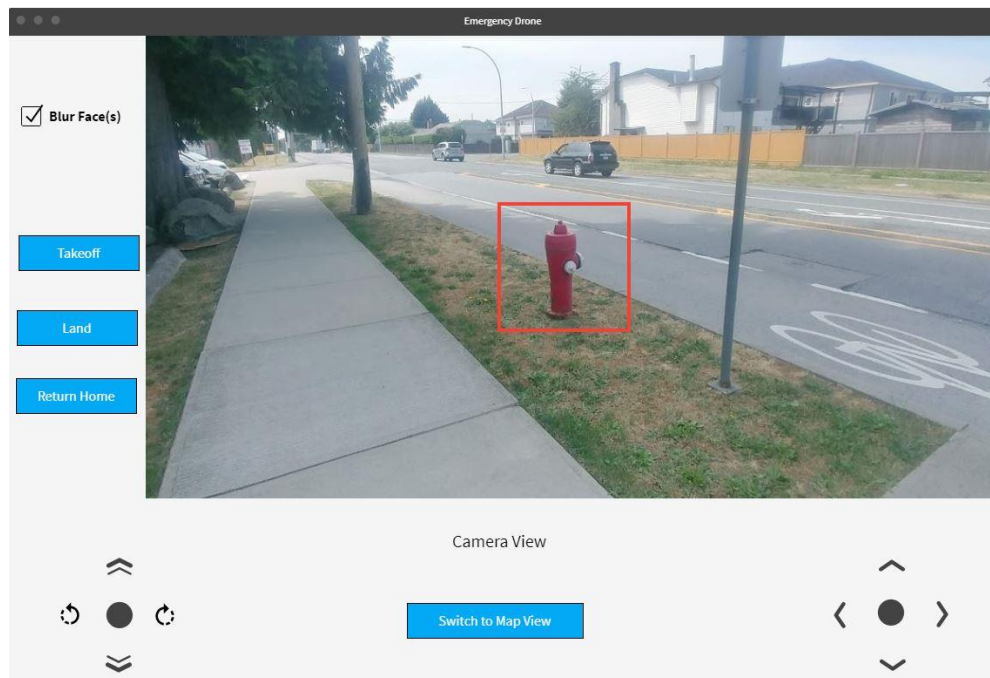 Emergency Drone
Blur Face(s)
Takeoff
Land
Return Home
Camera View
Switch to Map View